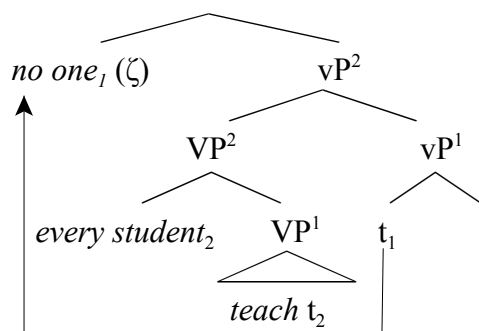 no one₁ (ζ) vP²
VP² vP¹
every student₂ VP¹ t₁
teach t₂